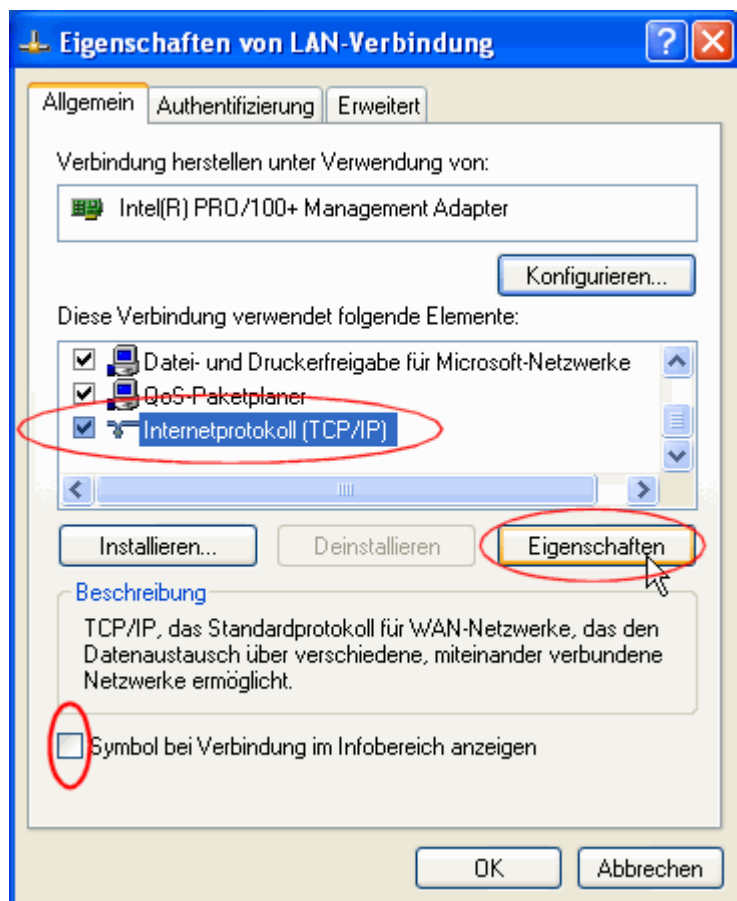 Eigenschaften von LAN-Verbindung
Allgemein
Authentifizierung
Erweitert
Verbindung herstellen unter Verwendung von:
Intel(R) PRO/100+ Management Adapter
Konfigurieren...
Diese Verbindung verwendet folgende Elemente:
Datei- und Druckerfreigabe für Microsoft-Netzwerke
QoS-Paketplaner
Internetprotokoll (TCP/IP)
Installieren...
Deinstallieren
Eigenschaften
Beschreibung
TCP/IP, das Standardprotokoll für WAN-Netzwerke, das den
Datenaustausch über verschiedene, miteinander verbundene
Netzwerke ermöglicht.
Symbol bei Verbindung im Infobereich anzeigen
OK
Abbrechen